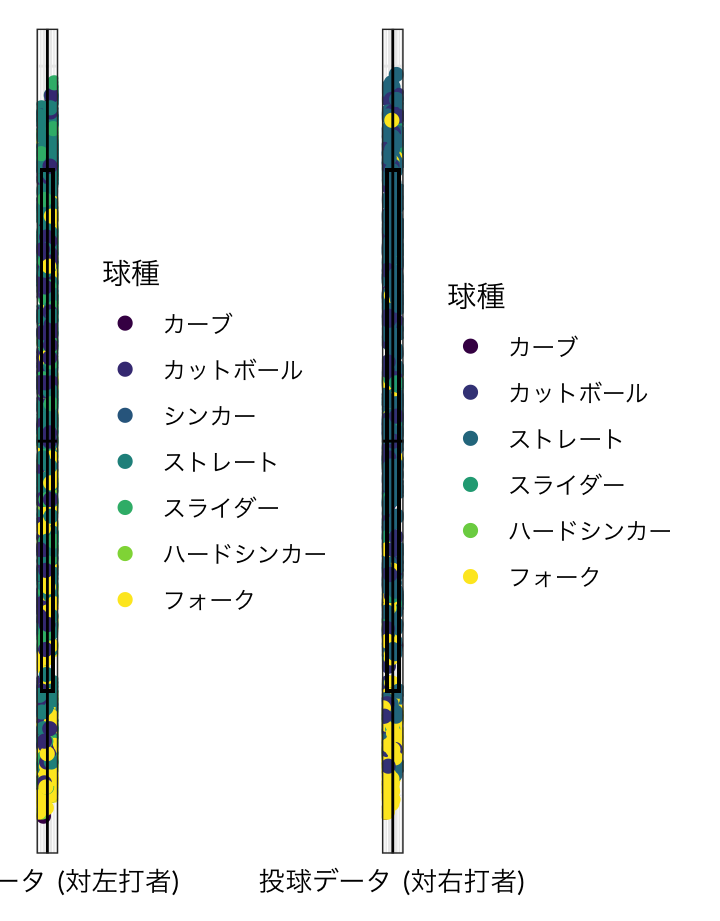 球種
カーブ
カットボール
シンカー
ストレート
スライダー
ハードシンカー
フォーク
球種
カーブ
カットボール
ストレート
スライダー
ハードシンカー
フォーク
ータ (対左打者)
投球データ (対右打者)